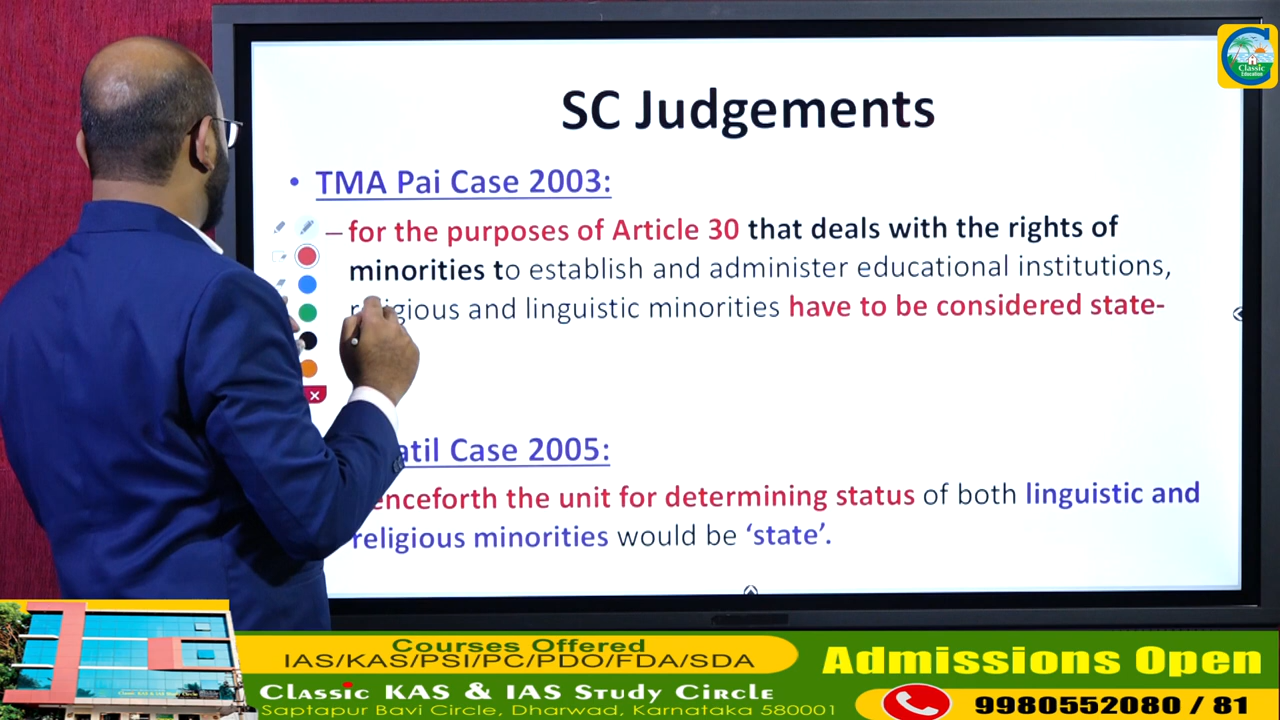 Classic
Education
SC Judgements
• TMA Pai Case 2003:
– for the purposes of Article 30 that deals with the rights of
minorities to establish and administer educational institutions,
and linguistic minorities have to be considered state-
Case 2005:
the unit for determining status of both linguistic and
religious minorities would be ‘state’.
Courses Offered
IAS/KAS/PSI/PC/PDO/FDA/SDA
Classic KAS & IAS Study Circle
Saptapur Bavi Circle, Dharwad, Karnataka 580001
Admissions Open
9980552080 / 81